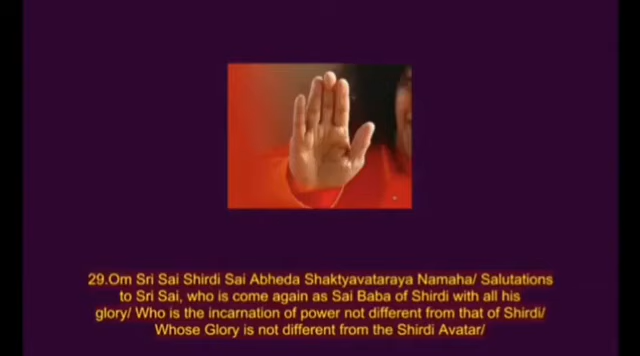 29.Om Sri Sai Shirdi Sai Abheda Shaktyavataraya Namaha/ Salutations
to Sri Sai, who is come again as Sai Baba of Shirdi with all his
glory/ Who is the incarnation of power not different from that of Shirdi/
Whose Glory is not different from the Shirdi Avatar/